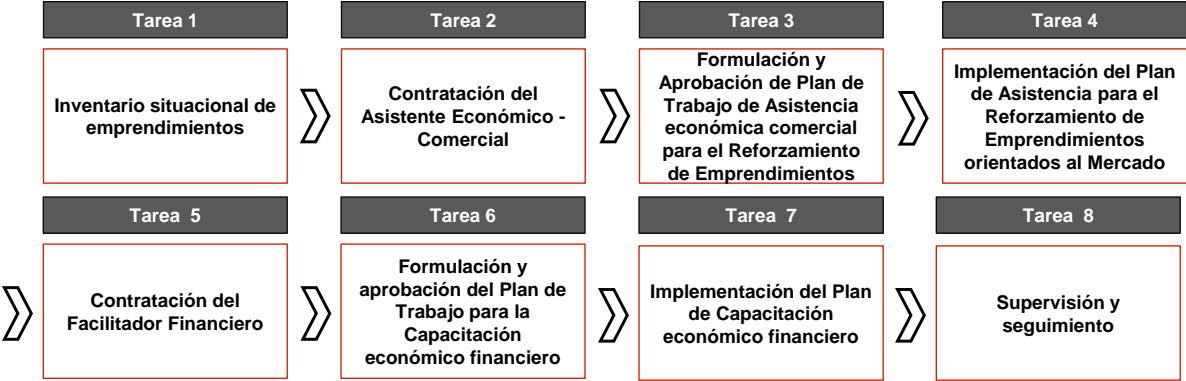 Tarea 1
Inventario situacional de
emprendimientos
Tarea 2
Contratación del
Asistente Económico -
Comercial
Tarea 3
Formulación y
Aprobación de Plan de
Trabajo de Asistencia
económica comercial
para el Reforzamiento
de Emprendimientos
Tarea 4
Implementación del Plan
de Asistencia para el
Reforzamiento de
Emprendimientos
orientados al Mercado
Tarea 5
Contratación del
Facilitador Financiero
Tarea 6
Formulación y
aprobación del Plan de
Trabajo para la
Capacitación
económico financiero
Tarea 7
Implementación del Plan
de Capacitación
económico financiero
Tarea 8
Supervisión y
seguimiento